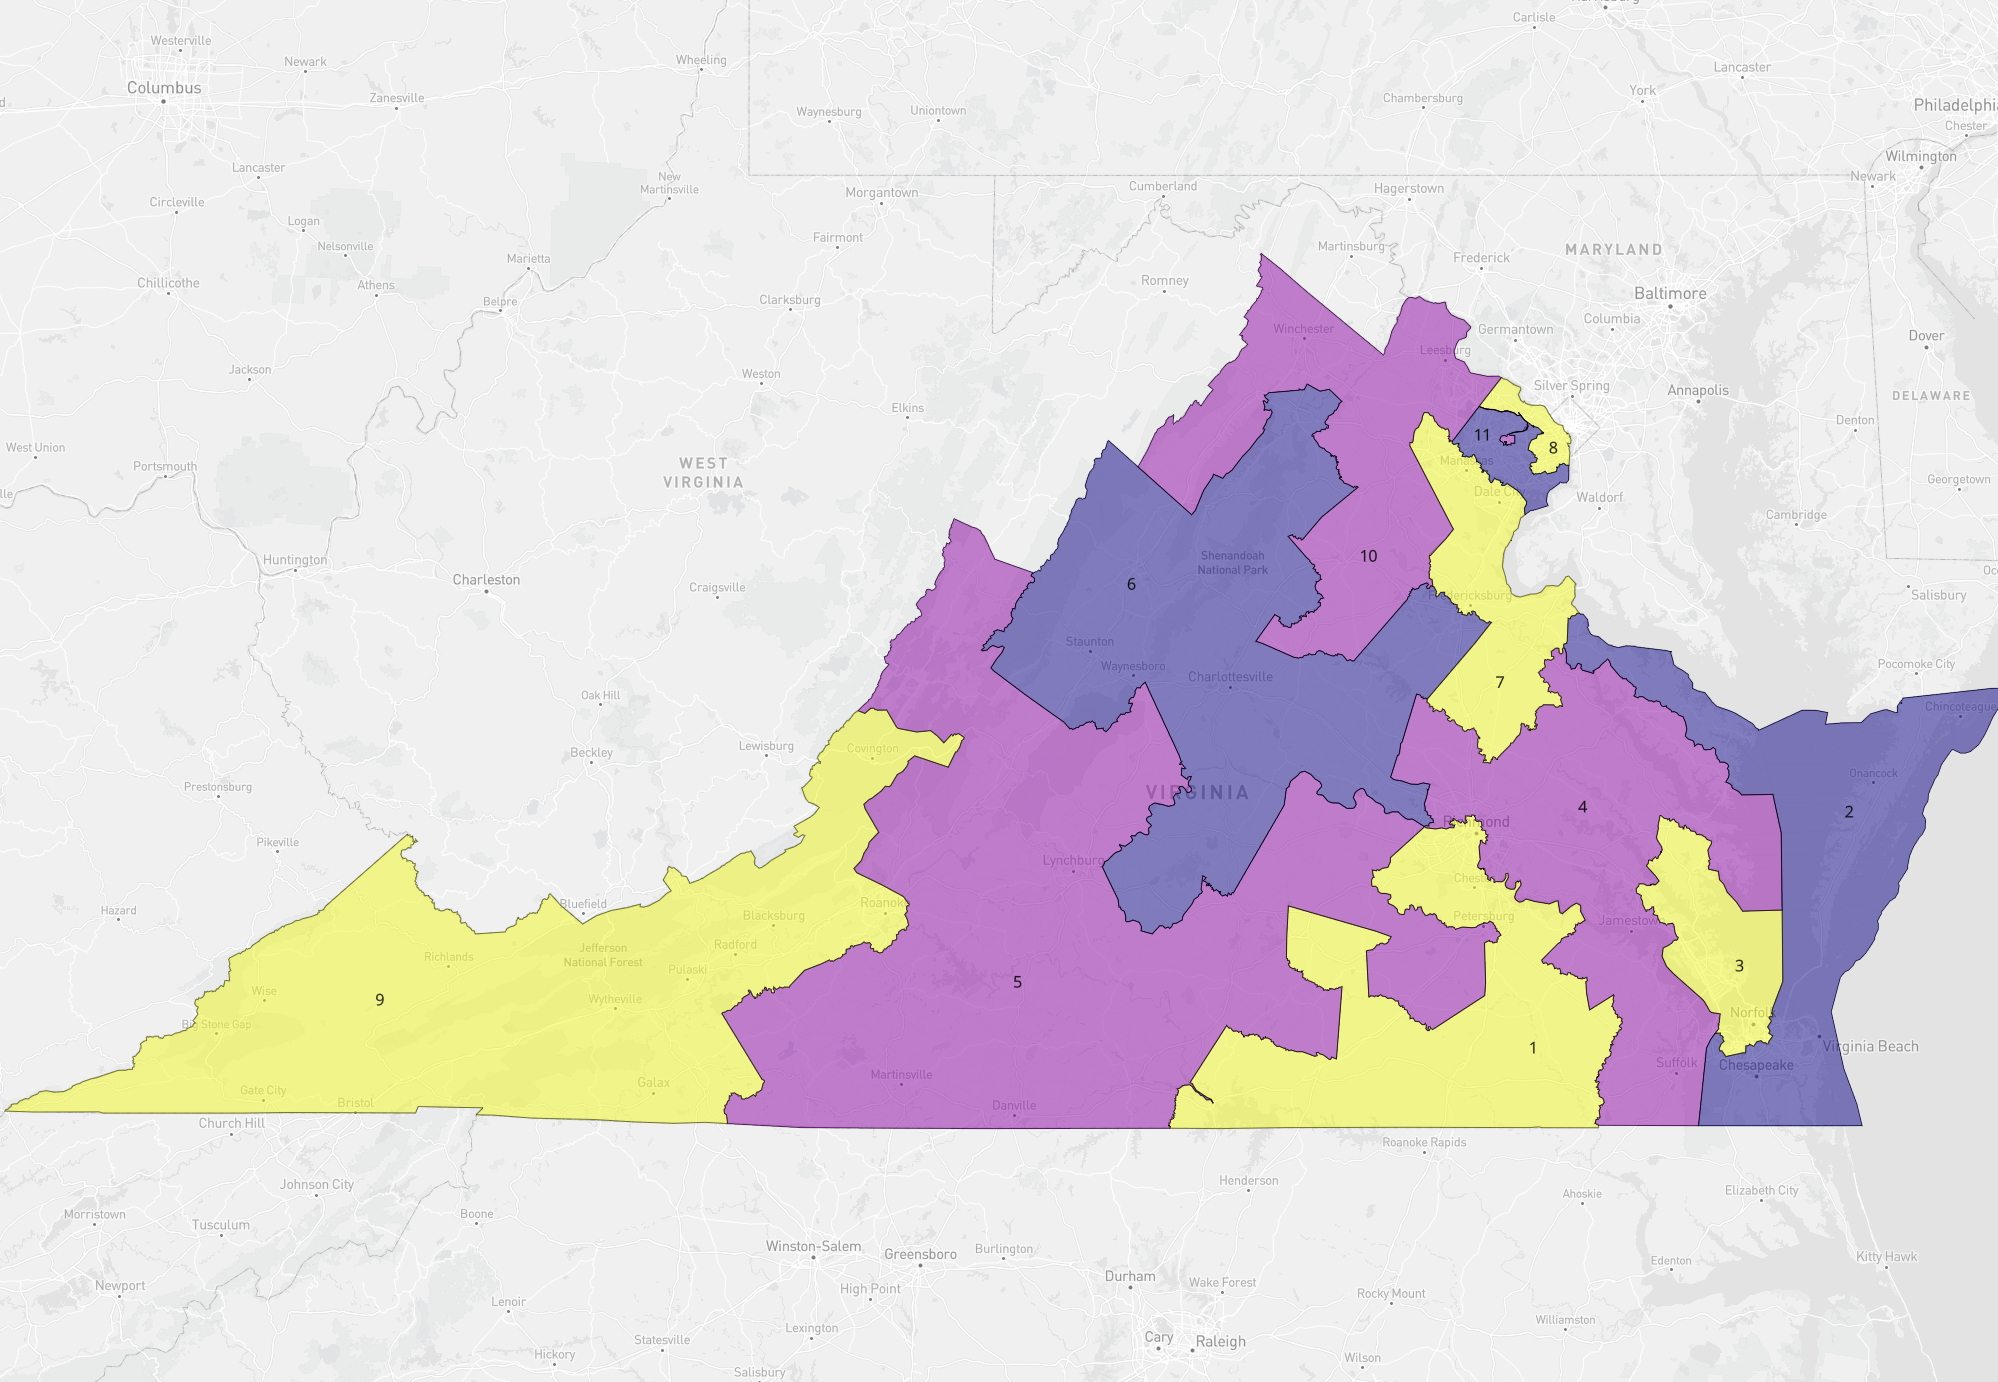 Carlisle
Westerville
Newark
Wheeling
Lancaster
Columbus
Zanesville
Chambersburg
York
Waynesburg
Uniontown
Philadelphia
Chester
Wilmington
Lancaster
New
Martinsville
Morgantown
Cumberland
Hagerstown
Newark
Circleville
Logan
Nelsonville
Fairmont
Martinsburg
Frederick
MARYLAND
Marietta
Chillicothe
Athens
Belpre
Clarksburg
Romney
Baltimore
Columbia
Winchester
Germantown
Dover
Leesburg
Jackson
Weston
Silver Spring
Annapolis
DELAWARE
Elkins
Denton
West Union
11
8
Portsmouth
WEST
VIRGINIA
Manassas
Georgetown
Dale City
Waldorf
Cambridge
Huntington
Charleston
Craigsville
Shenandoah
National Park
10
6
Salisbury
Fredericksburg
Staunton
Waynesboro
Charlottesville
7
Pocomoke City
Oak Hill
Chincoteague
Beckley
Lewisburg
Covington
Prestonsburg
VIRGINIA
Onancock
4
2
Richmond
Pikeville
Lynchburg
Hazard
Bluefield
Blacksburg
Roanoke
Petersburg
Jamestown
Richlands
Jefferson
National Forest
Radford
Pulaski
3
5
Wise
9
Wytheville
Norfolk
Big Stone Gap
1
Virginia Beach
Suffolk
Chesapeake
Martinsville
Galax
Gate City
Bristol
Danville
Church Hill
Roanoke Rapids
Johnson City
Henderson
Ahoskie
Elizabeth City
Morristown
Tusculum
Boone
Winston-Salem
Greensboro
Burlington
Edenton
Kitty Hawk
Newport
High Point
Durham
Wake Forest
Rocky Mount
Lenoir
Williamston
Statesville
Lexington
Cary
Raleigh
Hickory
Salisbury
Wilson